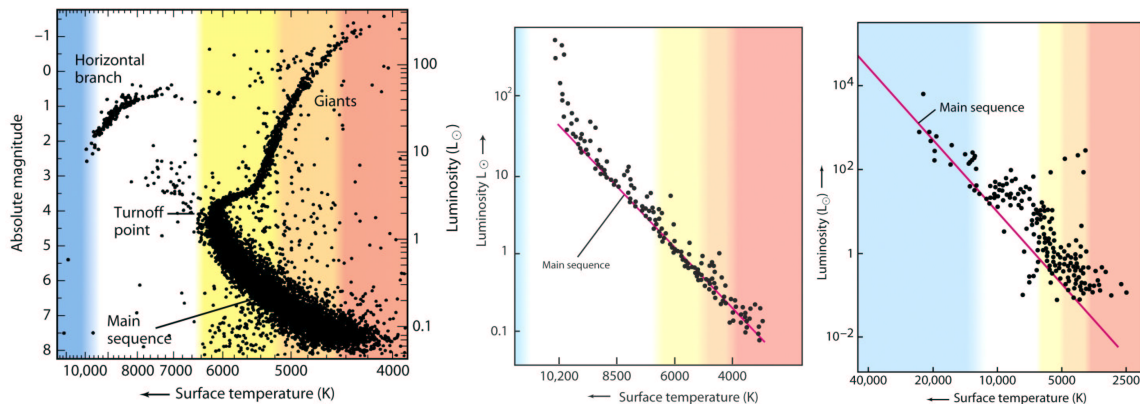 Absolute magnitude
-1
0
1
2
3
4
5
6
7
8
Horizontal
branch
Giants
Turnoff
point
Main
sequence
100
10
1
0.1
Luminosity (L☉)
10,000 8000 7000 6000 5000 4000
← Surface temperature (K)
Luminosity L☉ →
10²
10
1
0.1
Main sequence
10,200 8500 6000 4000
← Surface temperature (K)
Luminosity (L☉) →
10⁴
10²
1
10⁻²
Main sequence
40,000 20,000 10,000 5000 2500
← Surface temperature (K)